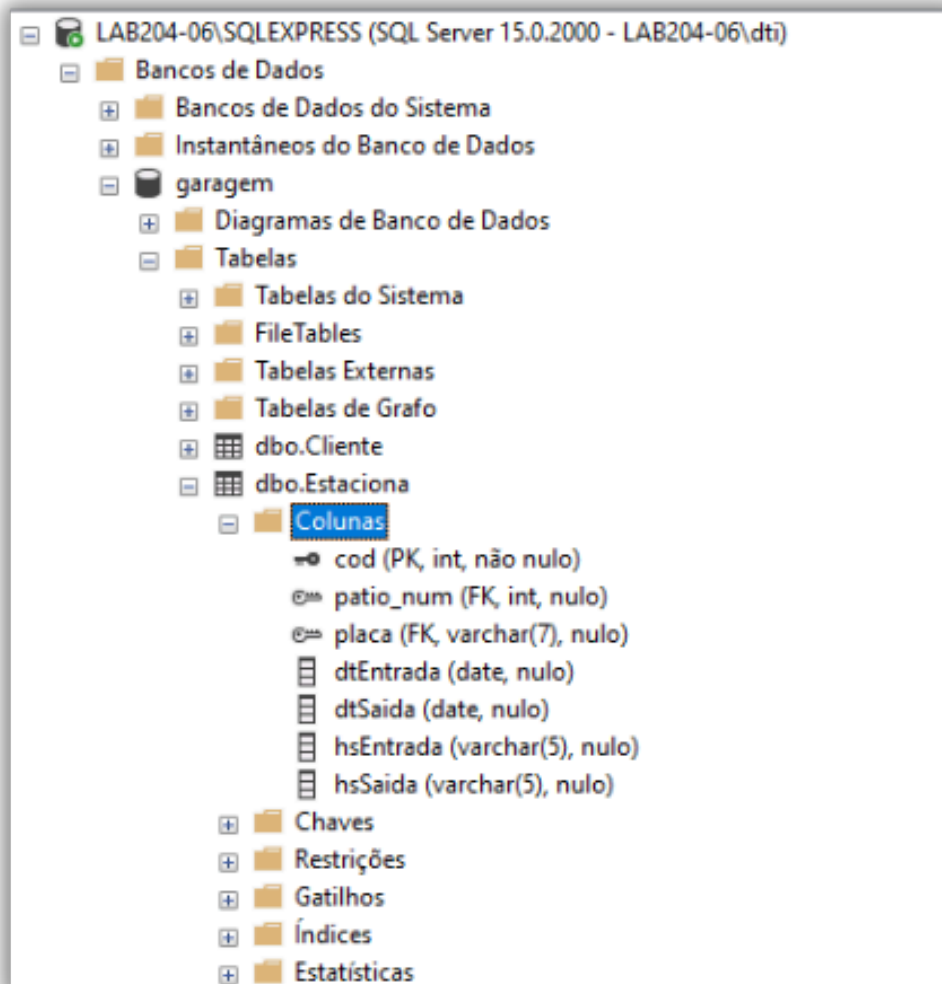 LAB204-06\SQLEXPRESS (SQL Server 15.0.2000 - LAB204-06\dti)
Bancos de Dados
Bancos de Dados do Sistema
Instantâneos do Banco de Dados
garagem
Diagramas de Banco de Dados
Tabelas
Tabelas do Sistema
FileTables
Tabelas Externas
Tabelas de Grafo
dbo.Cliente
dbo.Estaciona
Colunas
cod (PK, int, não nulo)
patio_num (FK, int, nulo)
placa (FK, varchar(7), nulo)
dtEntrada (date, nulo)
dtSaida (date, nulo)
hsEntrada (varchar(5), nulo)
hsSaida (varchar(5), nulo)
Chaves
Restrições
Gatilhos
Índices
Estatísticas